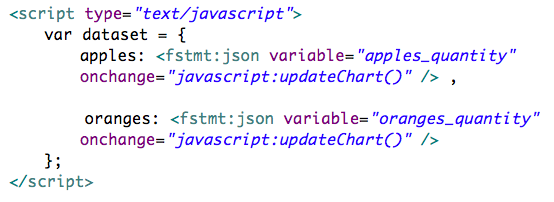 <script type="text/javascript">
    var dataset = {
        apples: <fstmt:json variable="apples_quantity"
        onchange="javascript:updateChart()" /> ,

        oranges: <fstmt:json variable="oranges_quantity"
        onchange="javascript:updateChart()" />
    };
</script>